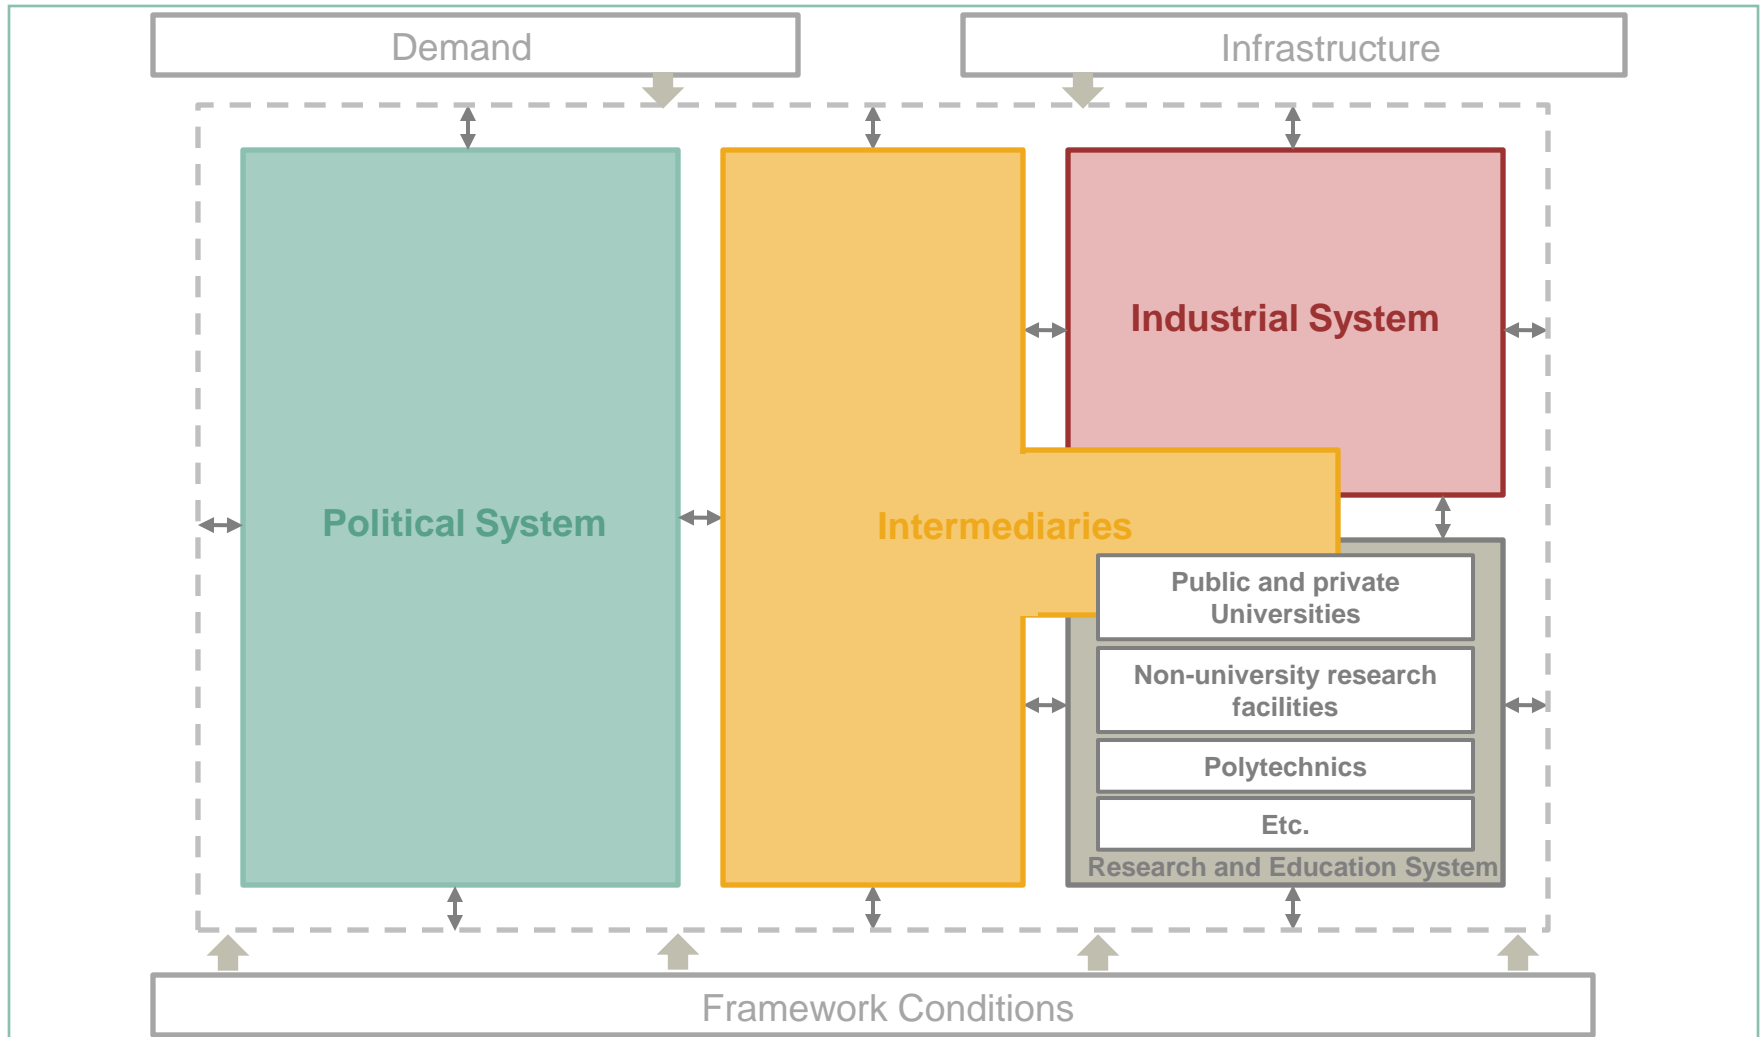 Demand
Infrastructure
Industrial System
Political System
Intermediaries
Public and private
Universities
Non-university research
facilities
Polytechnics
Etc.
Research and Education System
Framework Conditions